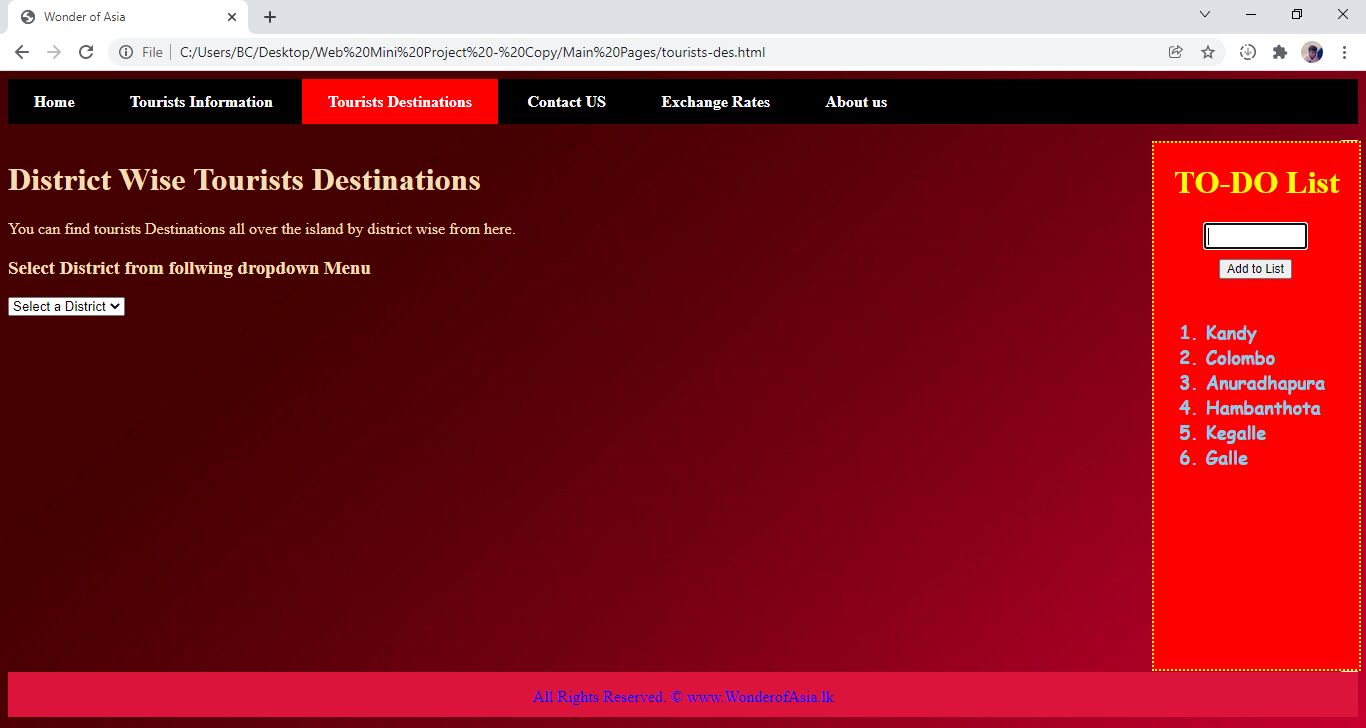 Wonder of Asia
File | C:/Users/BC/Desktop/Web%20Mini%20Project%20-%20Copy/Main%20Pages/tourists-des.html
Home Tourists Information Tourists Destinations Contact US Exchange Rates About us
District Wise Tourists Destinations
You can find tourists Destinations all over the island by district wise from here.
Select District from follwing dropdown Menu
Select a District
TO-DO List
Add to List
1. Kandy
2. Colombo
3. Anuradhapura
4. Hambanthota
5. Kegalle
6. Galle
All Rights Reserved. © www.WonderofAsia.lk